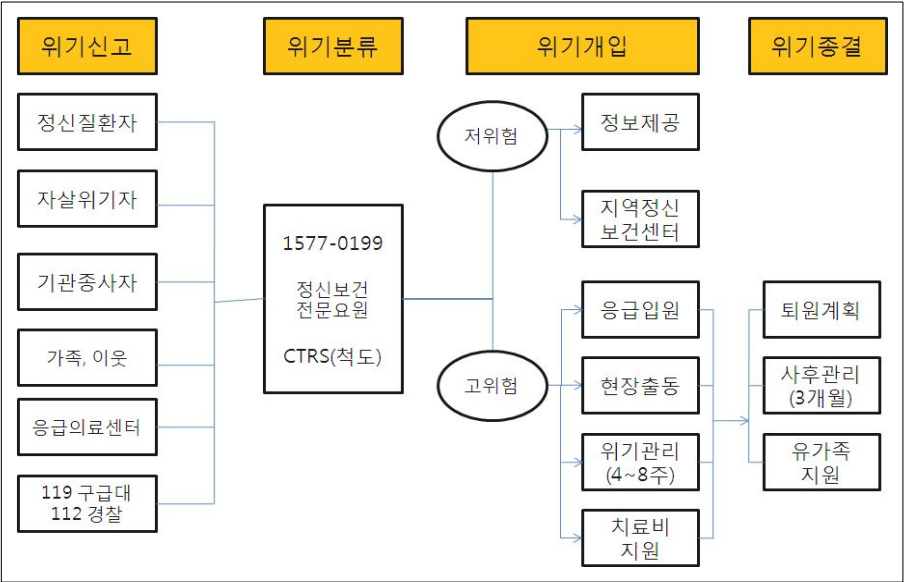 위기신고
위기분류
위기개입
위기종결
정신질환자
자살위기자
기관종사자
가족, 이웃
응급의료센터
119 구급대
112 경찰
1577-0199
정신보건
전문요원
CTRS(척도)
저위험
고위험
정보제공
지역정신
보건센터
응급입원
현장출동
위기관리
(4~8주)
치료비
지원
퇴원계획
사후관리
(3개월)
유가족
지원